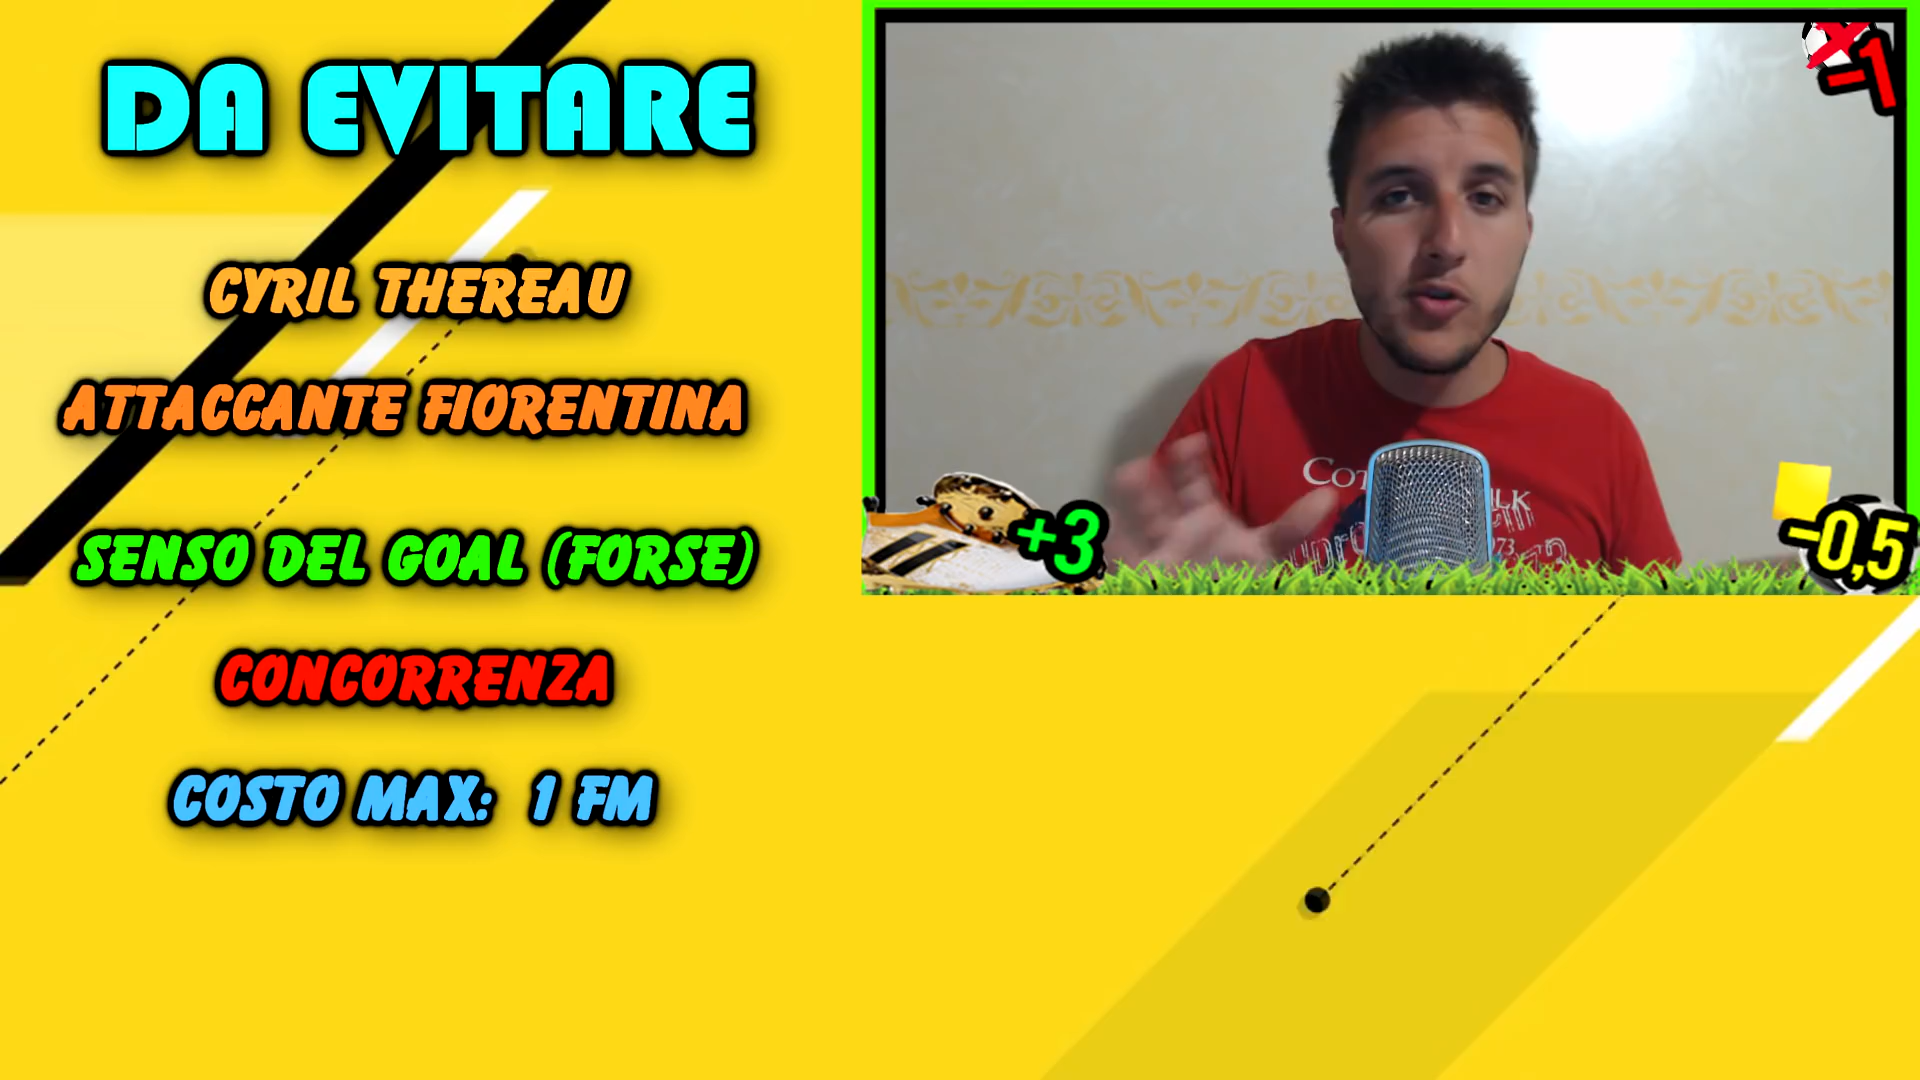 DA EVITARE
CYRIL THEREAU
ATTACCANTE FIORENTINA
SENSO DEL GOAL (FORSE)
CONCORRENZA
COSTO MAX: 1 FM
-1
+3
-0,5
73